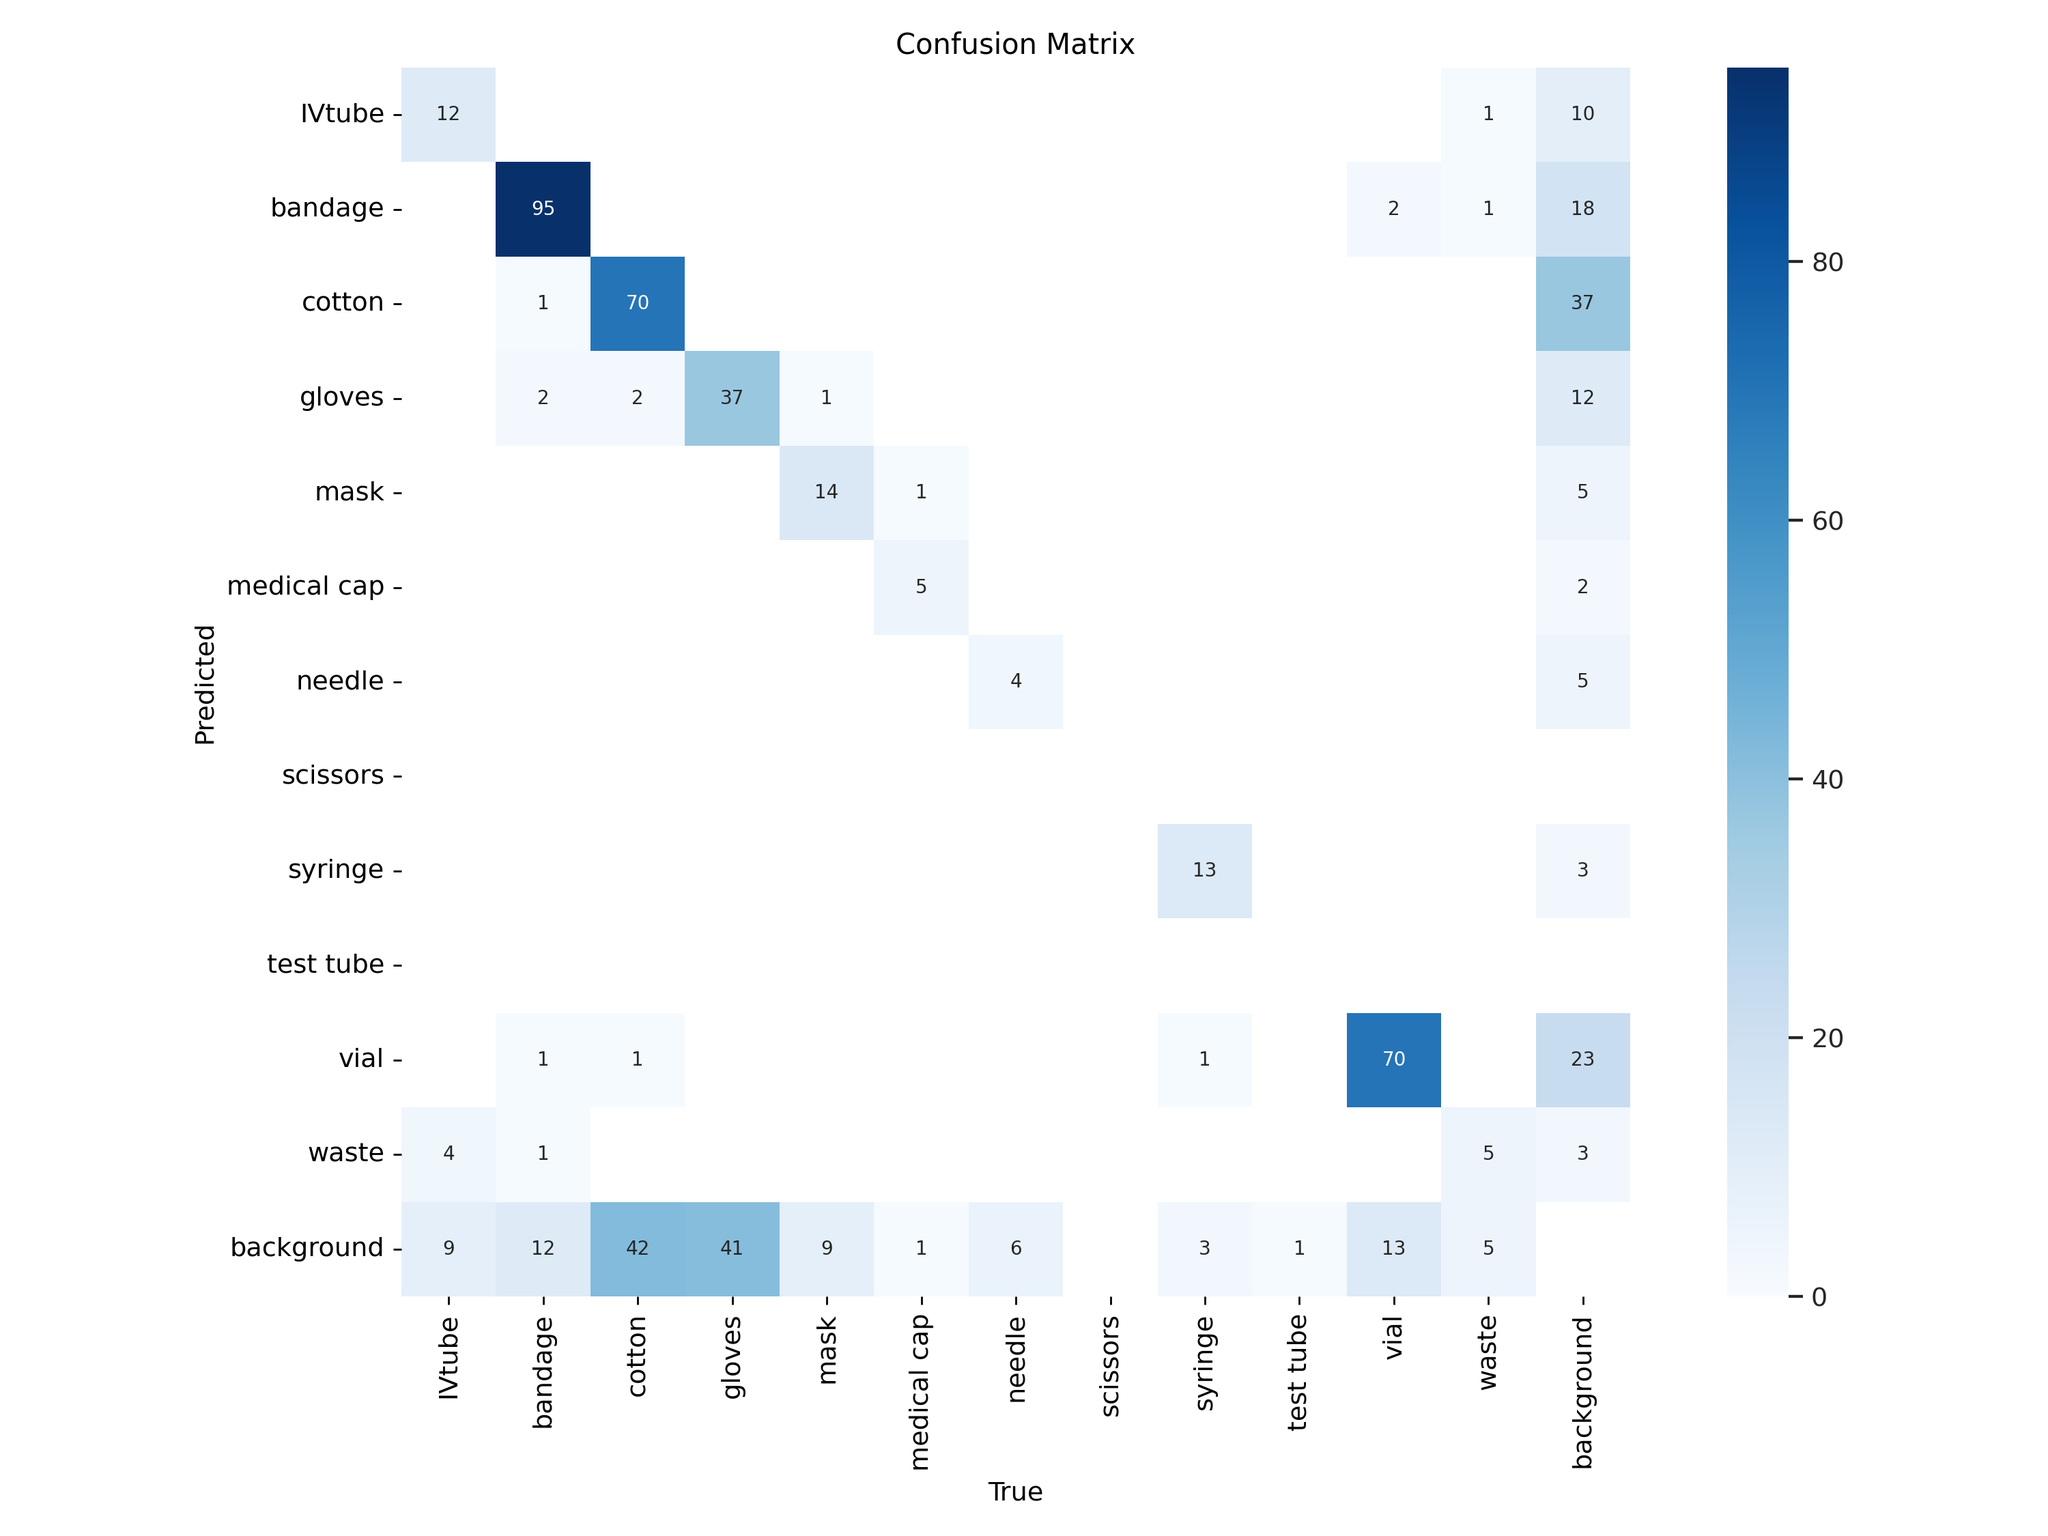 Confusion Matrix
IVtube 12 1 10
bandage 95 2 1 18
80
cotton 1 70 37
gloves 2 2 37 1 12
mask 14 1 5
60
medical cap 5 2
Predicted
needle 4 5
scissors
40
syringe 13 3
test tube
20
vial 1 1 1 70 23
waste 4 1 5 3
background 9 12 42 41 9 1 6 3 1 13 5
0
IVtube bandage cotton gloves mask medical cap needle scissors syringe test tube vial waste background
True